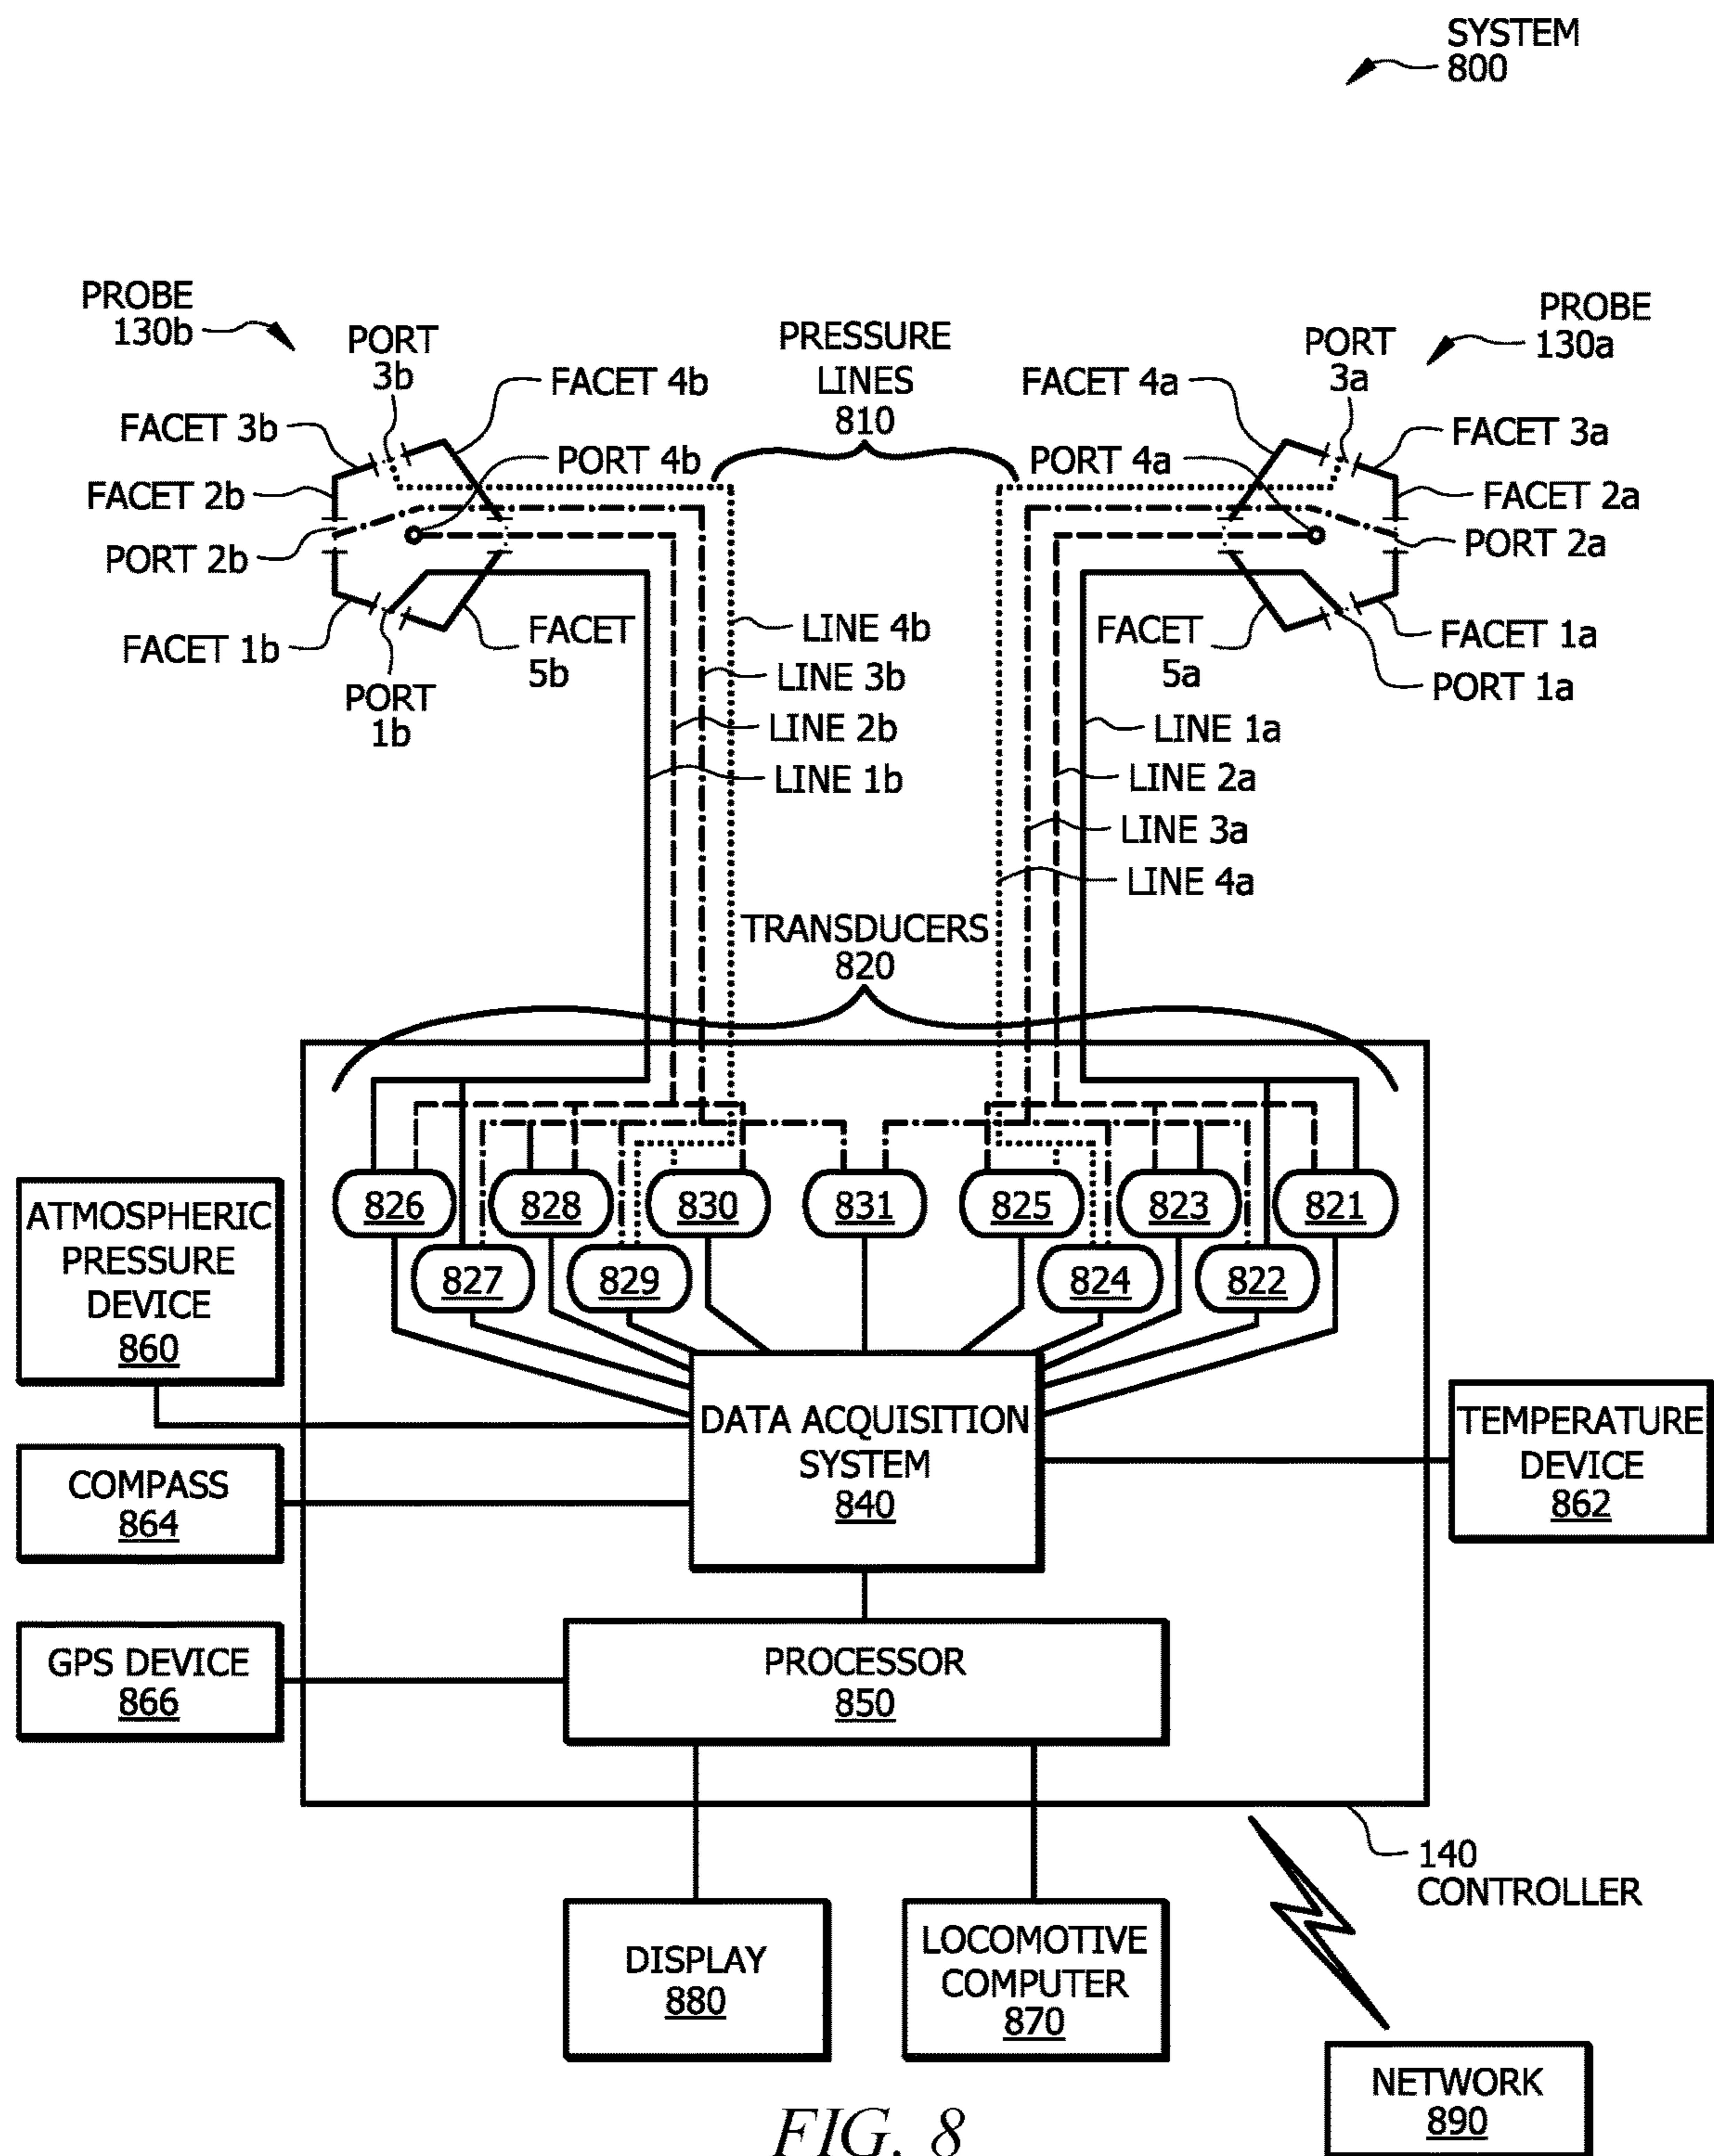 SYSTEM
800
PROBE
130b
PORT
3b
FACET 4b
FACET 3b
PORT 4b
FACET 2b
PORT 2b
FACET 1b
PORT
1b
FACET
5b
PRESSURE
LINES
810
PROBE
130a
PORT
3a
FACET 4a
FACET 3a
PORT 4a
FACET 2a
PORT 2a
FACET
5a
FACET 1a
PORT 1a
LINE 4b
LINE 3b
LINE 2b
LINE 1b
LINE 1a
LINE 2a
LINE 3a
LINE 4a
TRANSDUCERS
820
826
828
830
831
825
823
821
827
829
824
822
ATMOSPHERIC
PRESSURE
DEVICE
860
DATA ACQUISITION
SYSTEM
840
TEMPERATURE
DEVICE
862
COMPASS
864
GPS DEVICE
866
PROCESSOR
850
140
CONTROLLER
DISPLAY
880
LOCOMOTIVE
COMPUTER
870
NETWORK
890
FIG. 8